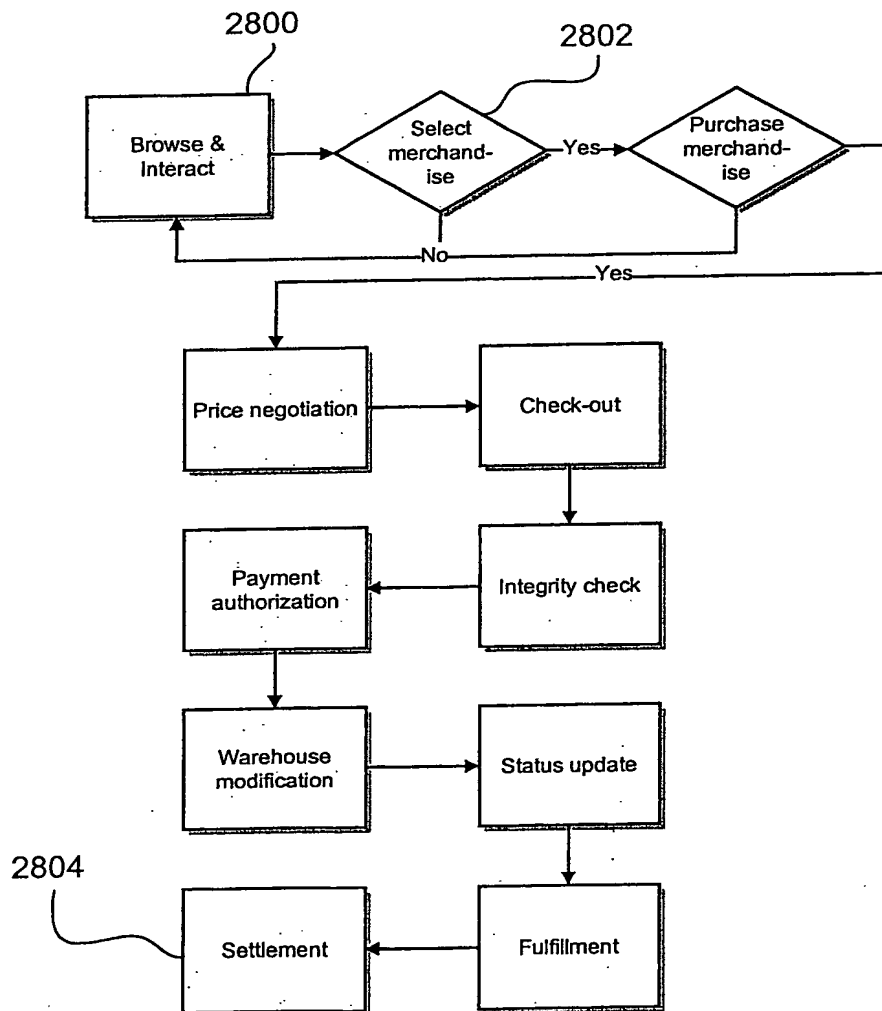 2800
2802
Browse &
Interact
Select
merchand-
ise
Yes
Purchase
merchand-
ise
No
Yes
Price negotiation
Check-out
Payment
authorization
Integrity check
Warehouse
modification
Status update
2804
Settlement
Fulfillment